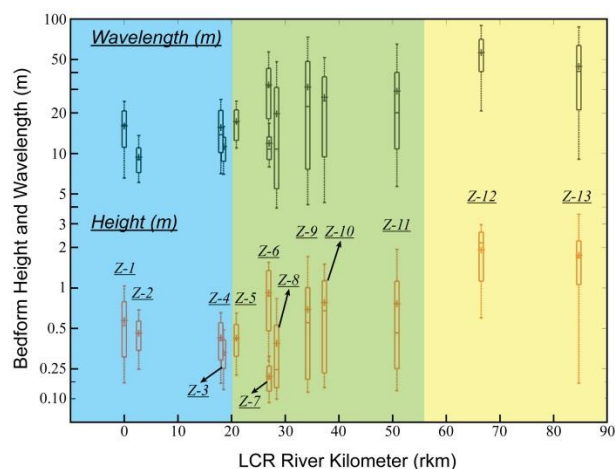 100
Wavelength (m)
50
20
10
5
Bedform Height and Wavelength (m)
3
Height (m)
2
Z-1
Z-2
Z-4
Z-5
Z-6
Z-8
Z-9
Z-10
Z-11
Z-12
Z-13
1
0.5
0.25
0.10
Z-3
Z-7
0 10 20 30 40 50 60 70 80 90
LCR River Kilometer (rkm)